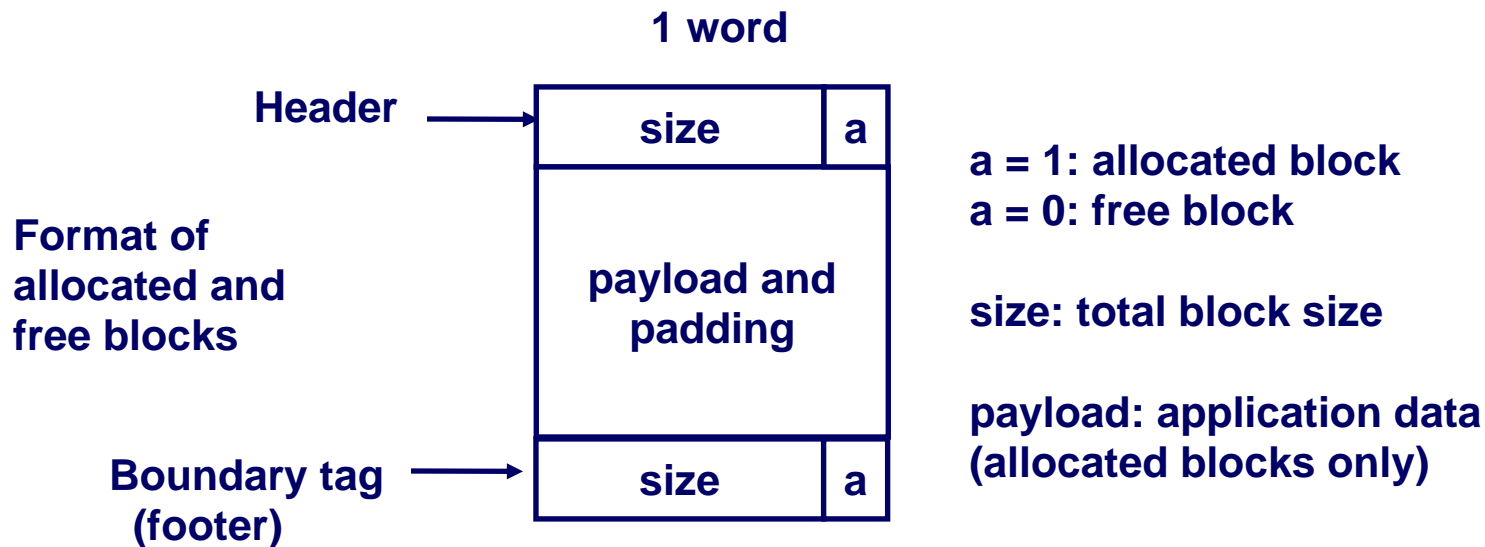 1 word
Header
size
a
Format of
allocated and
free blocks
payload and
padding
a = 1: allocated block
a = 0: free block
size: total block size
payload: application data
(allocated blocks only)
Boundary tag
(footer)
size
a